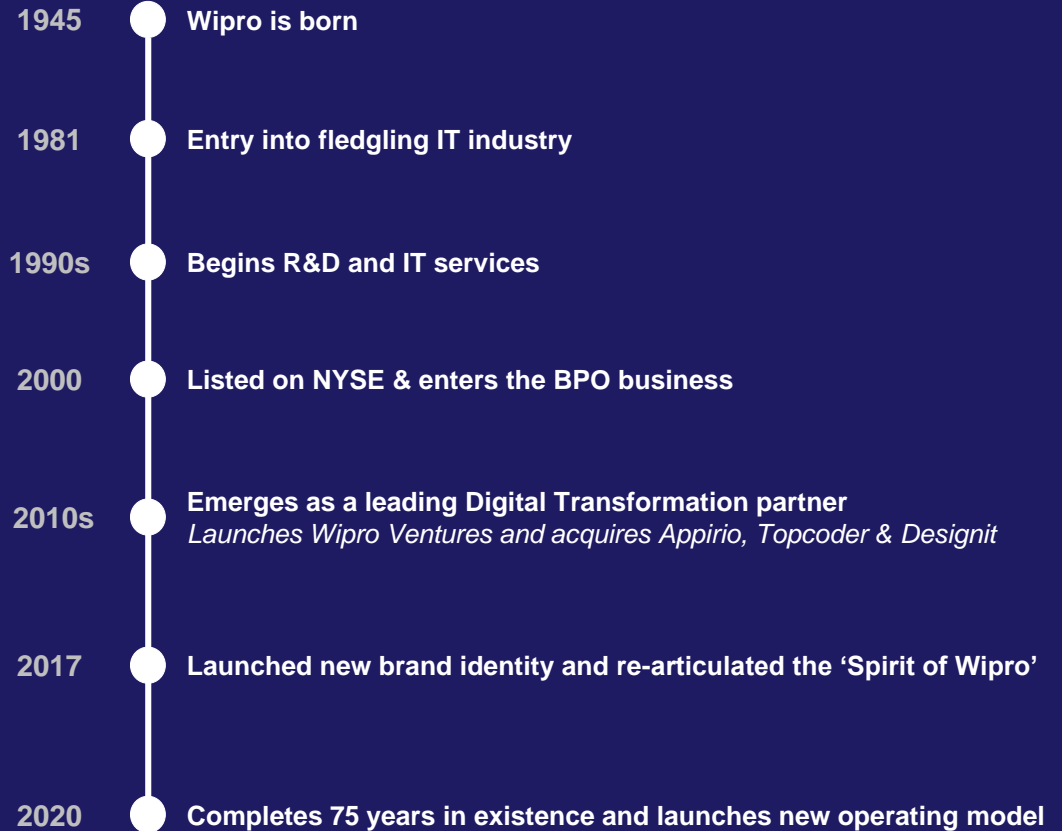 1945 Wipro is born
1981 Entry into fledgling IT industry
1990s Begins R&D and IT services
2000 Listed on NYSE & enters the BPO business
2010s Emerges as a leading Digital Transformation partner
Launches Wipro Ventures and acquires Appirio, Topcoder & Designit
2017 Launched new brand identity and re-articulated the ‘Spirit of Wipro’
2020 Completes 75 years in existence and launches new operating model